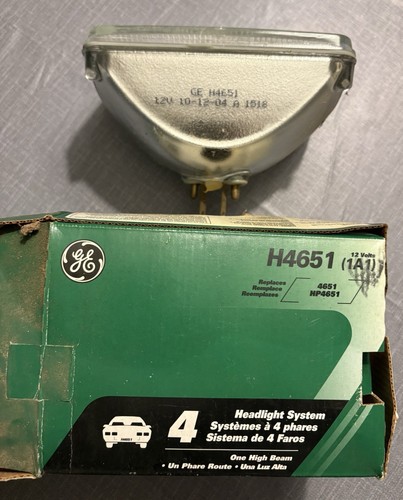 GE H4651
12V 10-12-04 A 1518
GE
H4651 (1A1)
12 Volts
Replaces
Remplace
Reemplazes
4651
HP4651
4
Headlight System
Systèmes à 4 phares
Sistema de 4 Faros
One High Beam
• Un Phare Route • Una Luz Alta